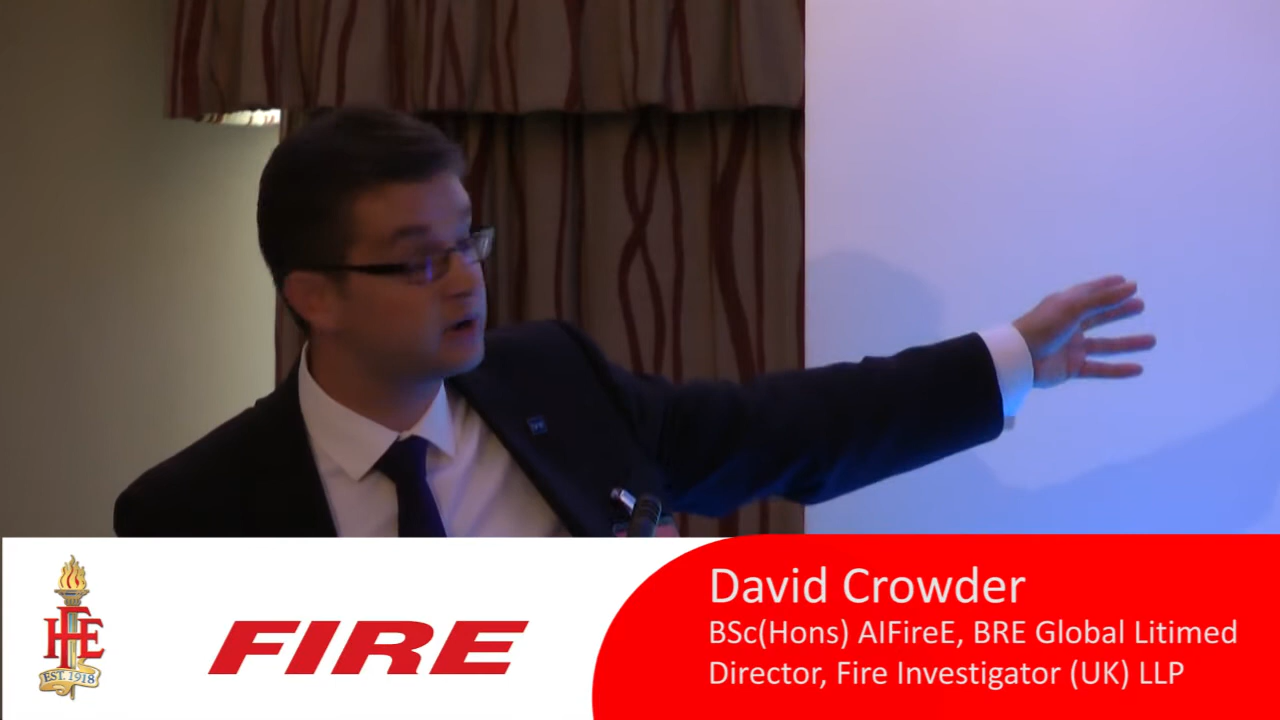 IFE
EST. 1918
FIRE
David Crowder
BSc(Hons) AIFireE, BRE Global Litimed
Director, Fire Investigator (UK) LLP